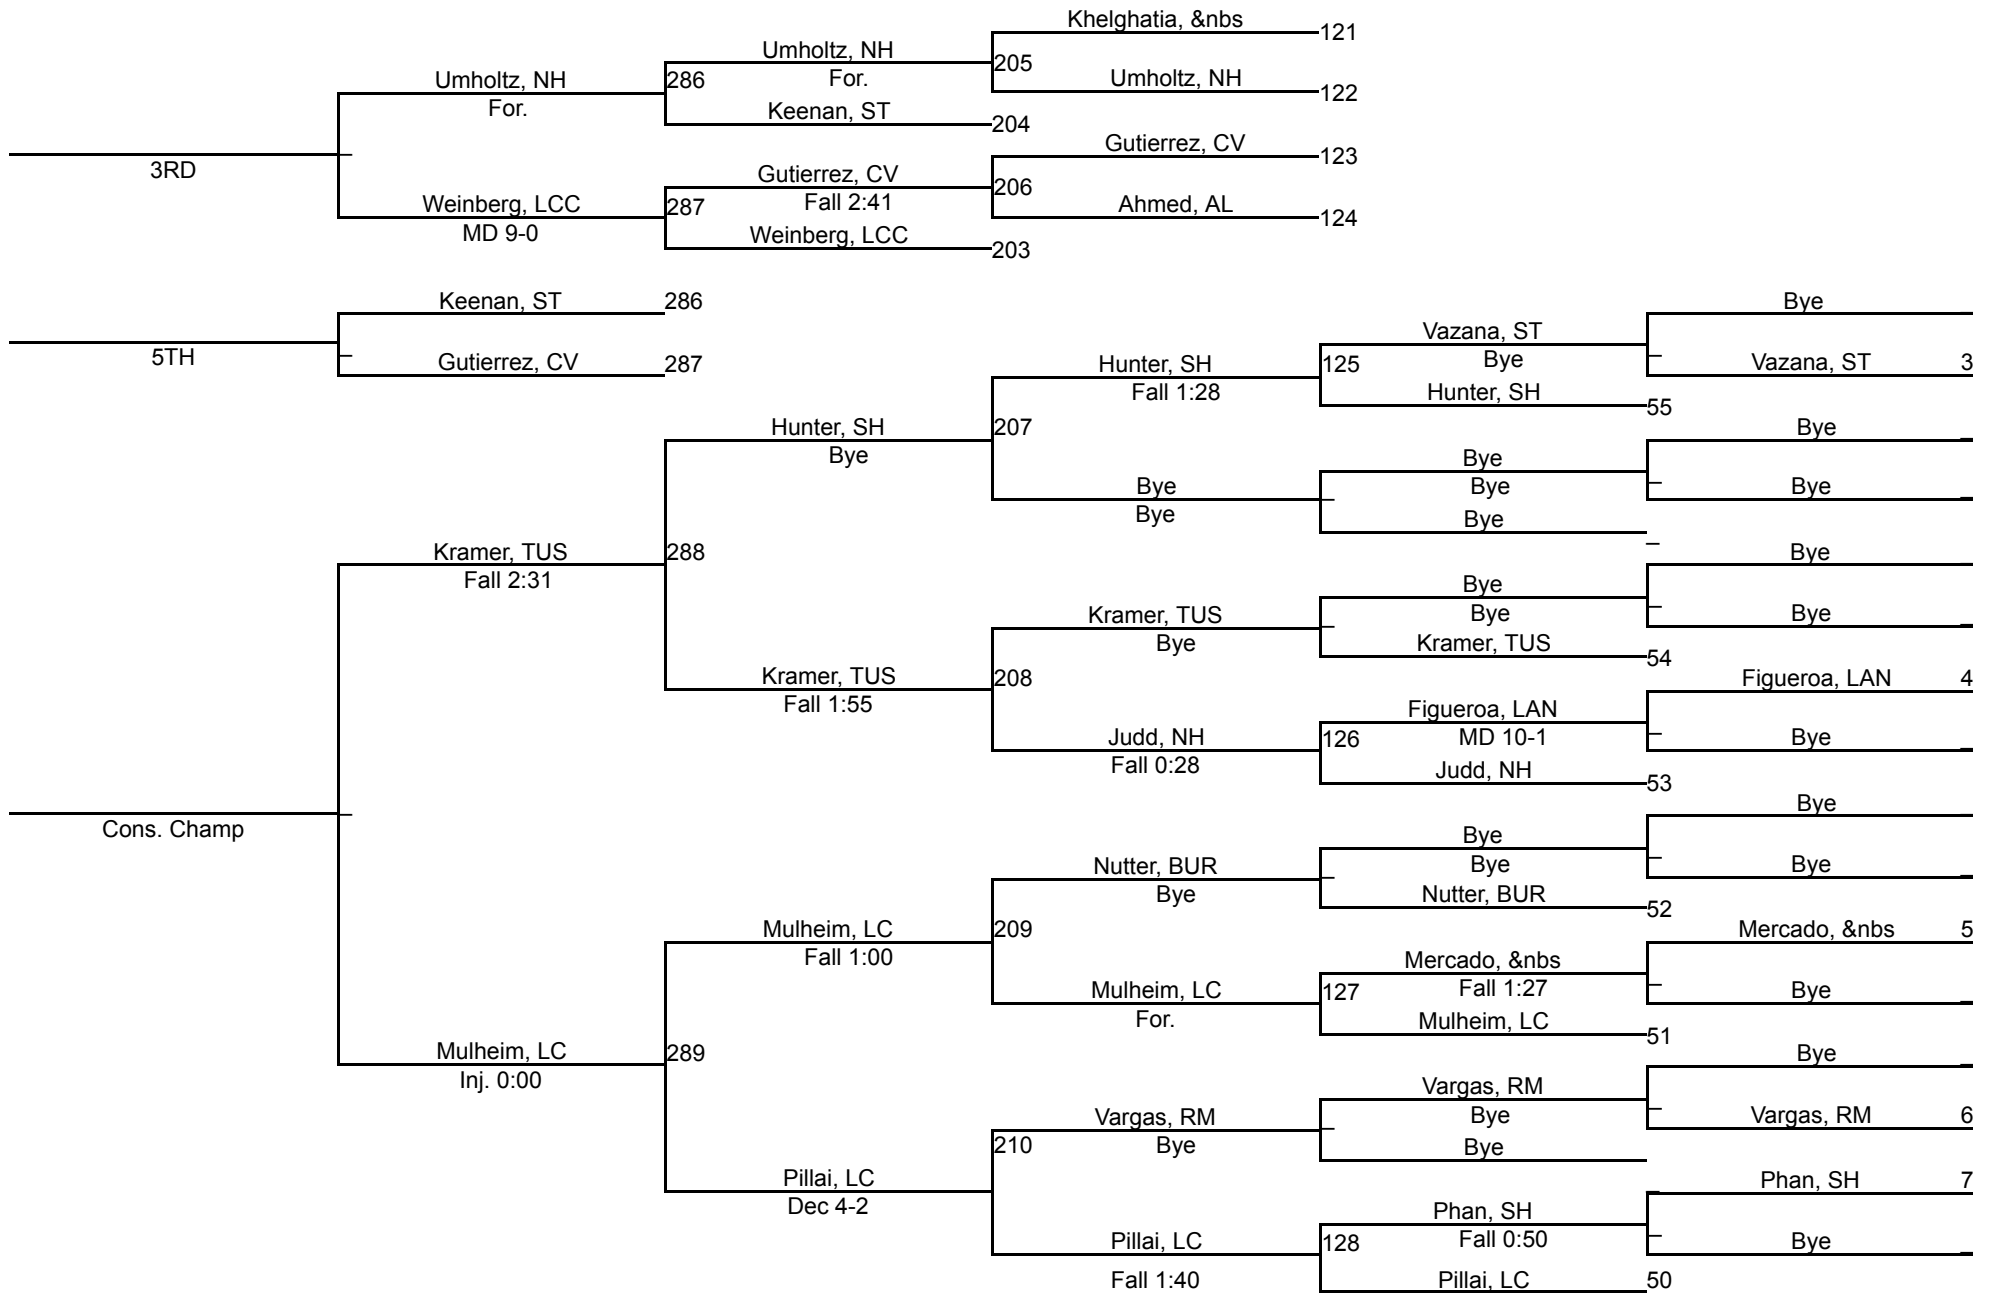 Khelghatia, &nbs
121
Umholtz, NH
205
For.
Umholtz, NH
122
Umholtz, NH
286
For.
Keenan, ST
204
3RD
Gutierrez, CV
123
Gutierrez, CV
206
Fall 2:41
Ahmed, AL
124
Weinberg, LCC
287
MD 9-0
Weinberg, LCC
203
Keenan, ST
286
5TH
Gutierrez, CV
287
Bye
Vazana, ST
Bye
Vazana, ST 3
Hunter, SH
125
Fall 1:28
Hunter, SH
55
Hunter, SH
207
Bye
Bye
Bye
Bye
Bye
Bye
Bye
Bye
Kramer, TUS
288
Fall 2:31
Bye
Bye
Bye
Bye
Kramer, TUS
Bye
Kramer, TUS
54
Kramer, TUS
208
Fall 1:55
Figueroa, LAN 4
Figueroa, LAN
MD 10-1
Bye
Judd, NH
126
Fall 0:28
Judd, NH
53
Cons. Champ
Bye
Bye
Bye
Bye
Nutter, BUR
Bye
Nutter, BUR
52
Mulheim, LC
209
Fall 1:00
Mercado, &nbs 5
Mercado, &nbs
Fall 1:27
Bye
Mulheim, LC
127
For.
Mulheim, LC
51
Mulheim, LC
289
Inj. 0:00
Bye
Vargas, RM
Bye
Vargas, RM 6
Vargas, RM
Bye
210
Bye
Pillai, LC
Dec 4-2
Phan, SH 7
Phan, SH
Fall 0:50
Bye
Pillai, LC
128
Fall 1:40
Pillai, LC
50